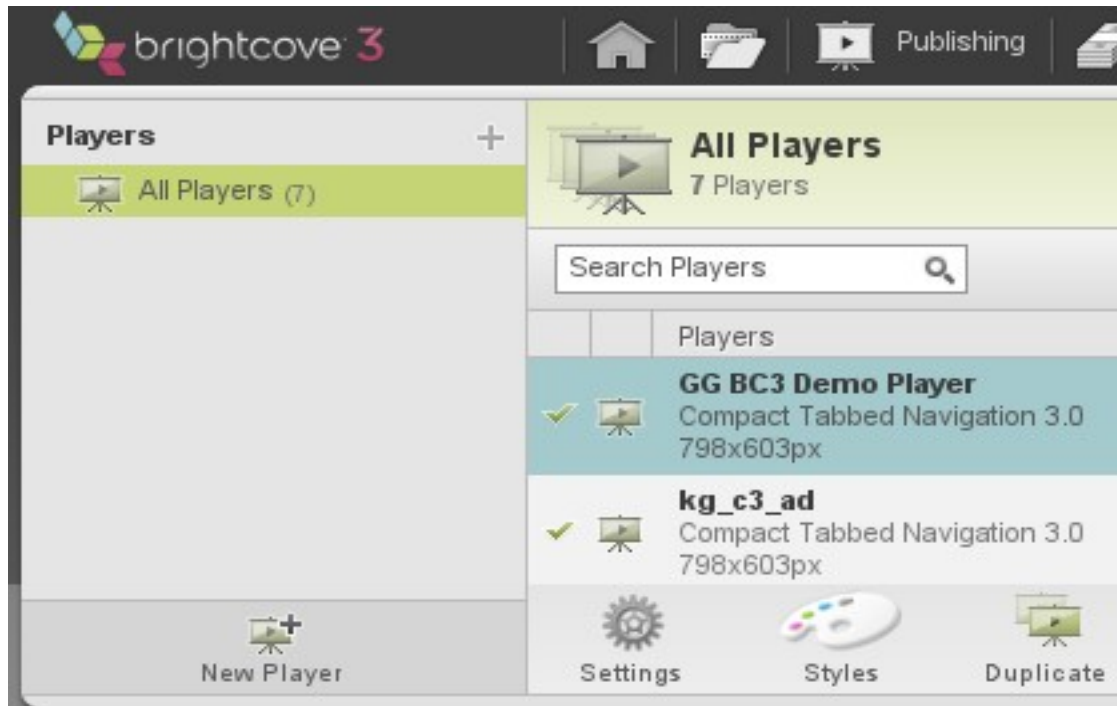 brightcove 3
Publishing
Players
All Players (7)
New Player
All Players
7 Players
Search Players
Players
GG BC3 Demo Player
Compact Tabbed Navigation 3.0
798x603px
kg_c3_ad
Compact Tabbed Navigation 3.0
798x603px
Settings
Styles
Duplicate